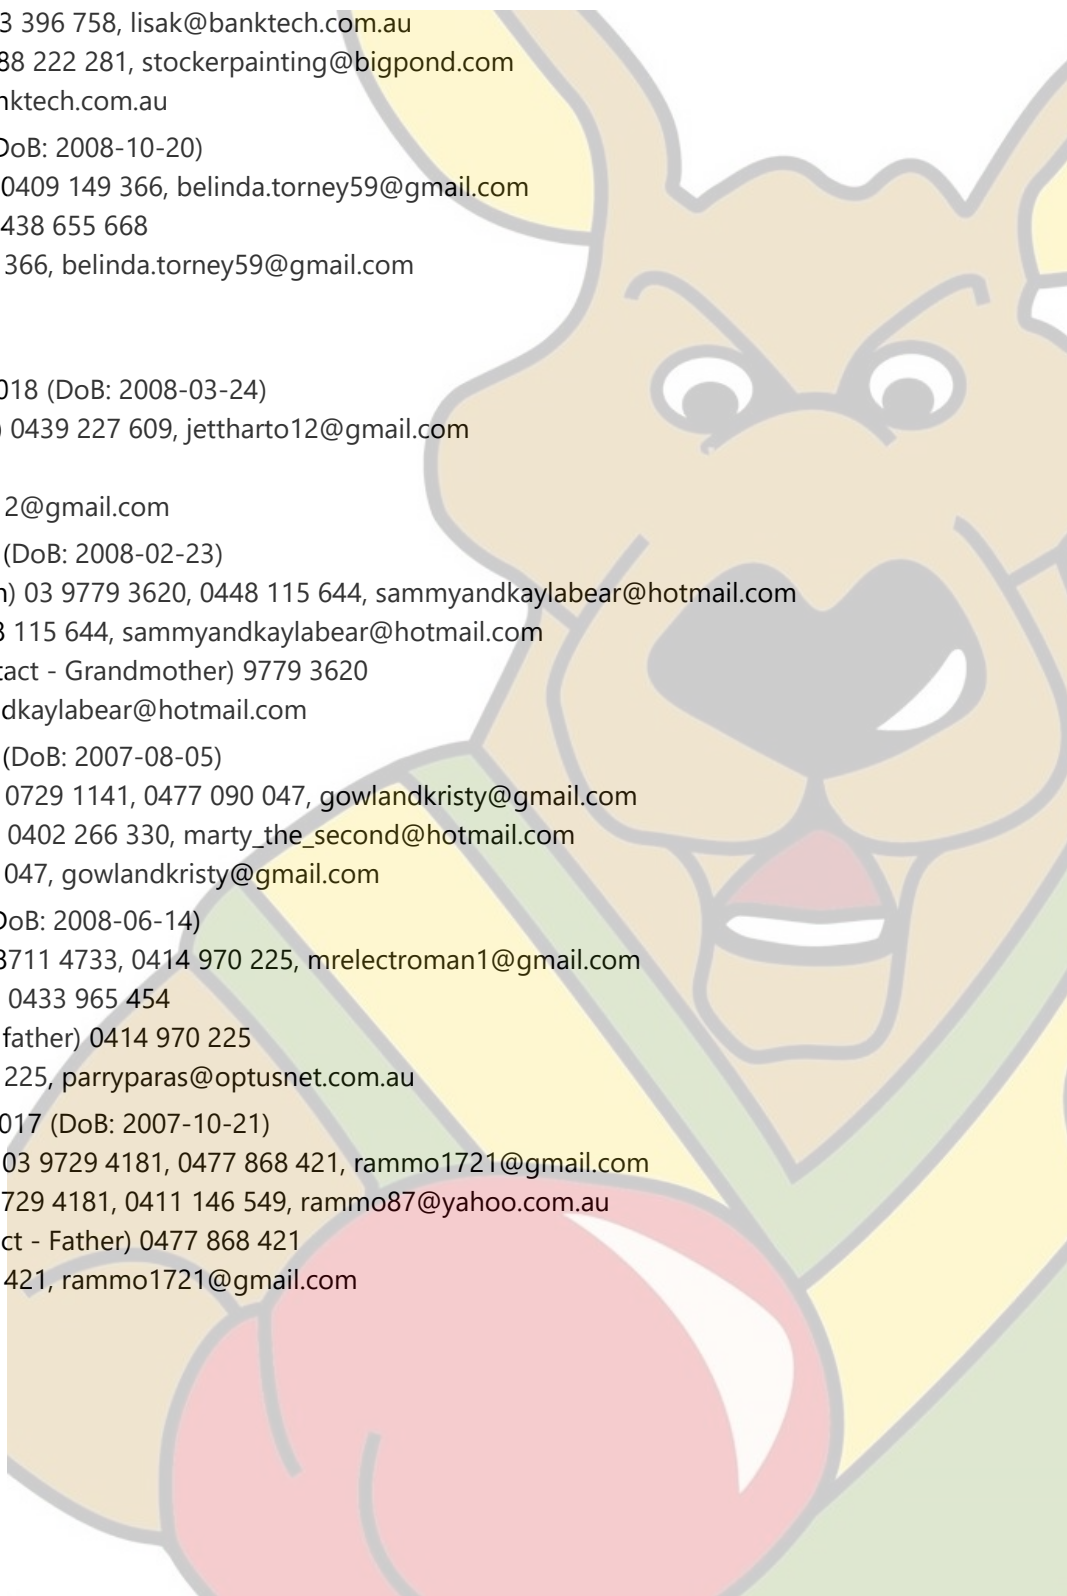 3 396 758, lisak@banktech.com.au
88 222 281, stockerpainting@bigpond.com
nktech.com.au
DoB: 2008-10-20)
0409 149 366, belinda.torney59@gmail.com
438 655 668
366, belinda.torney59@gmail.com
018 (DoB: 2008-03-24)
) 0439 227 609, jettharto12@gmail.com
2@gmail.com
(DoB: 2008-02-23)
n) 03 9779 3620, 0448 115 644, sammyandkaylabear@hotmail.com
8 115 644, sammyandkaylabear@hotmail.com
tact - Grandmother) 9779 3620
dkaylabear@hotmail.com
(DoB: 2007-08-05)
0729 1141, 0477 090 047, gowlandkristy@gmail.com
0402 266 330, marty_the_second@hotmail.com
047, gowlandkristy@gmail.com
DoB: 2008-06-14)
8711 4733, 0414 970 225, mrelectroman1@gmail.com
0433 965 454
father) 0414 970 225
225, parryparas@optusnet.com.au
017 (DoB: 2007-10-21)
03 9729 4181, 0477 868 421, rammo1721@gmail.com
729 4181, 0411 146 549, rammo87@yahoo.com.au
ct - Father) 0477 868 421
421, rammo1721@gmail.com